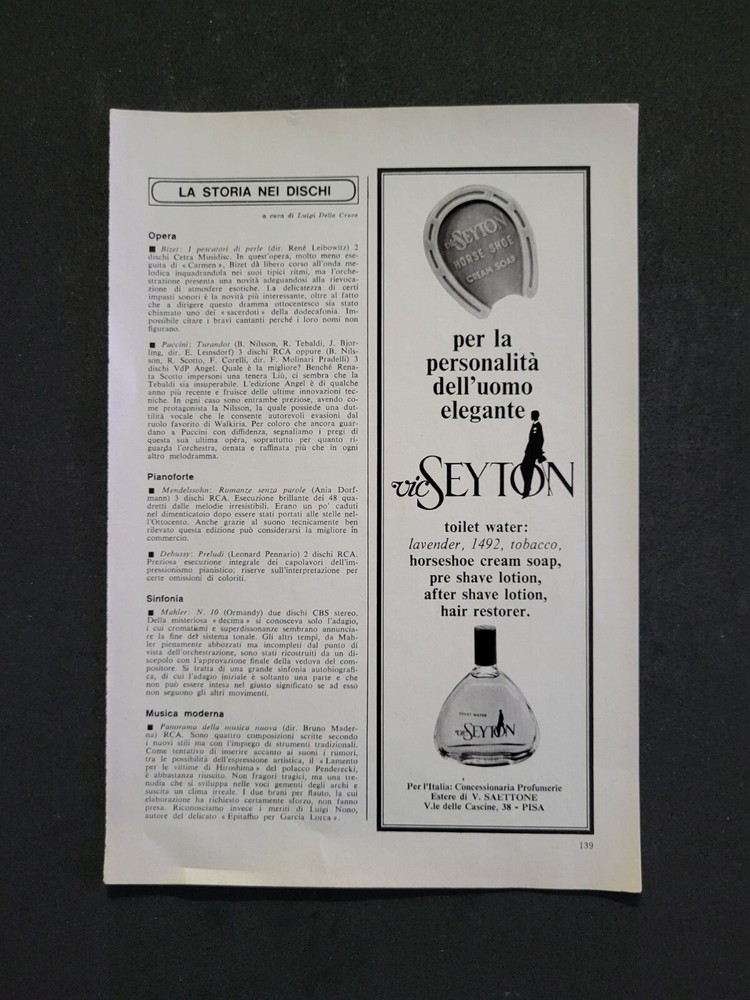 LA STORIA NEI DISCHI
a cura di Luigi Della Croce
Opera
■ Bizet: I pescatori di perle (dir. René Leibowitz) 2
dischi Cetra Musidisc. In quest'opera, molto meno ese-
guita di « Carmen », Bizet dà libero corso all'onda me-
lodica inquadrandola nei suoi tipici ritmi, ma l'orche-
strazione presenta una novità adeguandosi alla rievoca-
zione di atmosfere esotiche. La delicatezza di certi
impasti sonori è la novità più interessante, oltre al fatto
che a dirigere questo dramma ottocentesco sia stato
chiamato uno dei « sacerdoti » della dodecafonia. Im-
possibile citare i bravi cantanti perché i loro nomi non
figurano.
■ Puccini: Turandot (B. Nilsson, R. Tebaldi, J. Bjor-
ling, dir. E. Leinsdorf) 3 dischi RCA oppure (B. Nils-
son, R. Scotto, F. Corelli, dir. F. Molinari Pradelli) 3
dischi VdP Angel. Quale è la migliore? Benché Rena-
ta Scotto impersoni una tenera Liù, ci sembra che la
Tebaldi sia insuperabile. L'edizione Angel è di qualche
anno più recente e fruisce delle ultime innovazioni tec-
niche. In ogni caso sono entrambe preziose, avendo co-
me protagonista la Nilsson, la quale possiede una dut-
tilità vocale che le consente autorevoli evasioni dal
ruolo favorito di Walkiria. Per coloro che ancora guar-
dano a Puccini con diffidenza, segnaliamo i pregi di
questa sua ultima opera, soprattutto per quanto ri-
guarda l'orchestra, ornata e raffinata più che in ogni
altro melodramma.
Pianoforte
■ Mendelssohn: Romanze senza parole (Ania Dorf-
mann) 3 dischi RCA. Esecuzione brillante dei 48 qua-
dretti dalle melodie irresistibili. Erano un po' caduti
nel dimenticatoio dopo essere stati portati alle stelle nel-
l'Ottocento. Anche grazie al suono tecnicamente ben
rilevato questa edizione può considerarsi la migliore in
commercio.
■ Debussy: Preludi (Leonard Pennario) 2 dischi RCA.
Preziosa esecuzione integrale dei capolavori dell'im-
pressionismo pianistico; riserve sull'interpretazione per
certe omissioni di coloriti.
Sinfonia
■ Mahler: N. 10 (Ormandy) due dischi CBS stereo.
Della misteriosa « decima » si conosceva solo l'adagio,
i cui cromatismi e superdissonanze sembrano annuncia-
re la fine del sistema tonale. Gli altri tempi, da Mah-
ler pienamente abbozzati ma incompleti dal punto di
vista dell'orchestrazione, sono stati ricostruiti da un di-
scepolo con l'approvazione finale della vedova del com-
positore. Si tratta di una grande sinfonia autobiografi-
ca, di cui l'adagio iniziale è soltanto una parte e che
non può essere intesa nel giusto significato se ad esso
non seguono gli altri movimenti.
Musica moderna
■ Panorama della musica nuova (dir. Bruno Mader-
na) RCA. Sono quattro composizioni scritte secondo
i nuovi stili ma con l'impiego di strumenti tradizionali.
Come tentativo di inserire accanto ai suoni i rumori,
tra le possibilità dell'espressione artistica, il « Lamento
per le vittime di Hiroshima » del polacco Penderecki,
è abbastanza riuscito. Non fragori tragici, ma una tre-
nodia che si sviluppa nelle voci gementi degli archi e
suscita un clima irreale. I due brani per flauto, la cui
elaborazione ha richiesto certamente sforzo, non fanno
presa. Riconosciamo invece i meriti di Luigi Nono,
autore del delicato « Epitaffio per Garcia Lorca ».
vic SEYTON
HORSE SHOE
CREAM SOAP
per la
personalità
dell'uomo
elegante
vic SEYTON
toilet water:
lavender, 1492, tobacco,
horseshoe cream soap,
pre shave lotion,
after shave lotion,
hair restorer.
TOILET WATER
vic SEYTON
Per l'Italia: Concessionaria Profumerie
Estere di V. SAETTONE
V.le delle Cascine, 38 - PISA
139